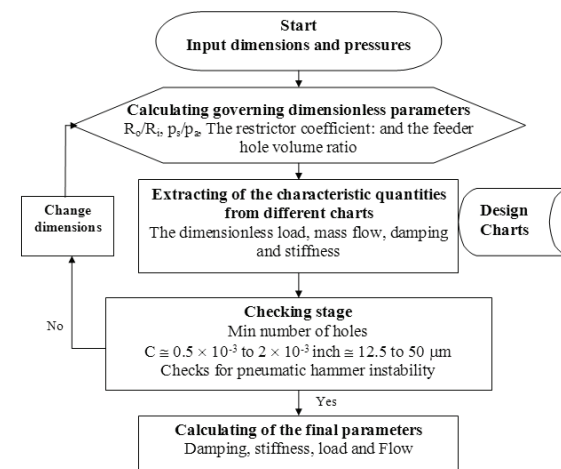 Start
Input dimensions and pressures
Calculating governing dimensionless parameters
Rₒ/Rᵢ, pₛ/pₐ, The restrictor coefficient: and the feeder
hole volume ratio
Extracting of the characteristic quantities
from different charts
The dimensionless load, mass flow, damping
and stiffness
Design
Charts
Change
dimensions
Checking stage
Min number of holes
C ≅ 0.5 × 10⁻³ to 2 × 10⁻³ inch ≅ 12.5 to 50 μm
Checks for pneumatic hammer instability
No
Yes
Calculating of the final parameters
Damping, stiffness, load and Flow